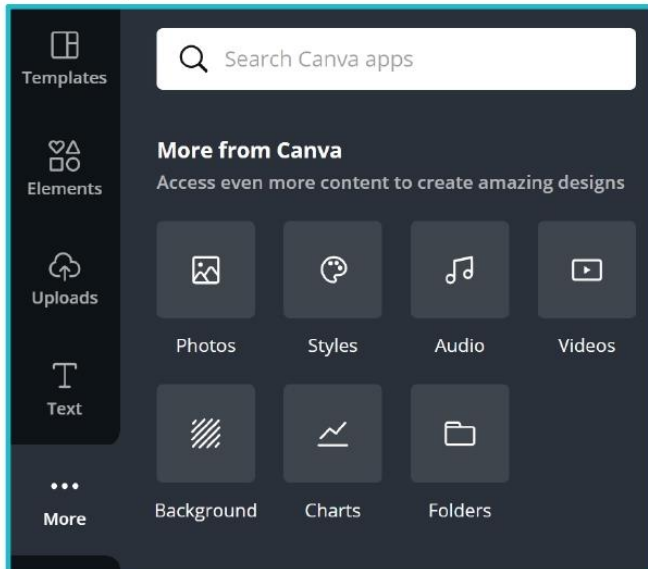 Templates
Elements
Uploads
Text
More
Search Canva apps
More from Canva
Access even more content to create amazing designs
Photos
Styles
Audio
Videos
Background
Charts
Folders